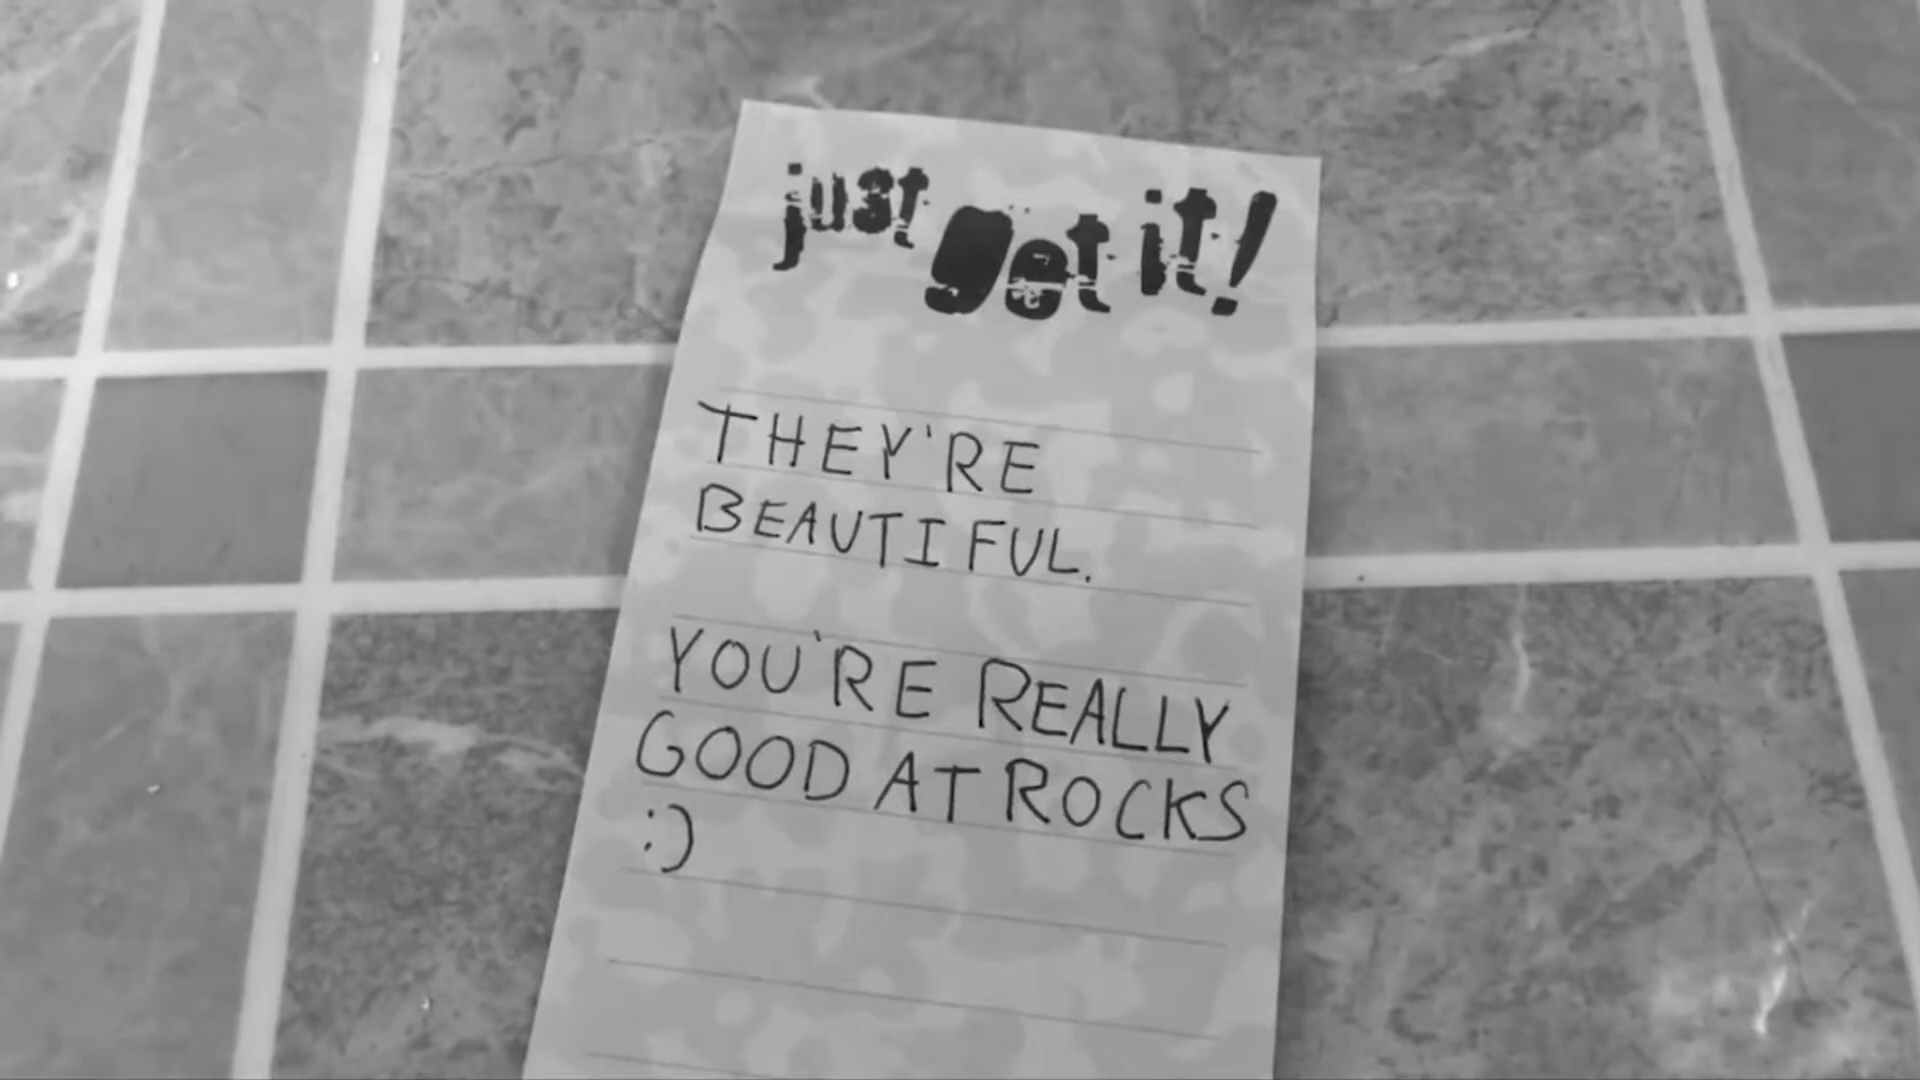 just get it!
THEY'RE
BEAUTIFUL.
YOU'RE REALLY
GOOD AT ROCKS
:)